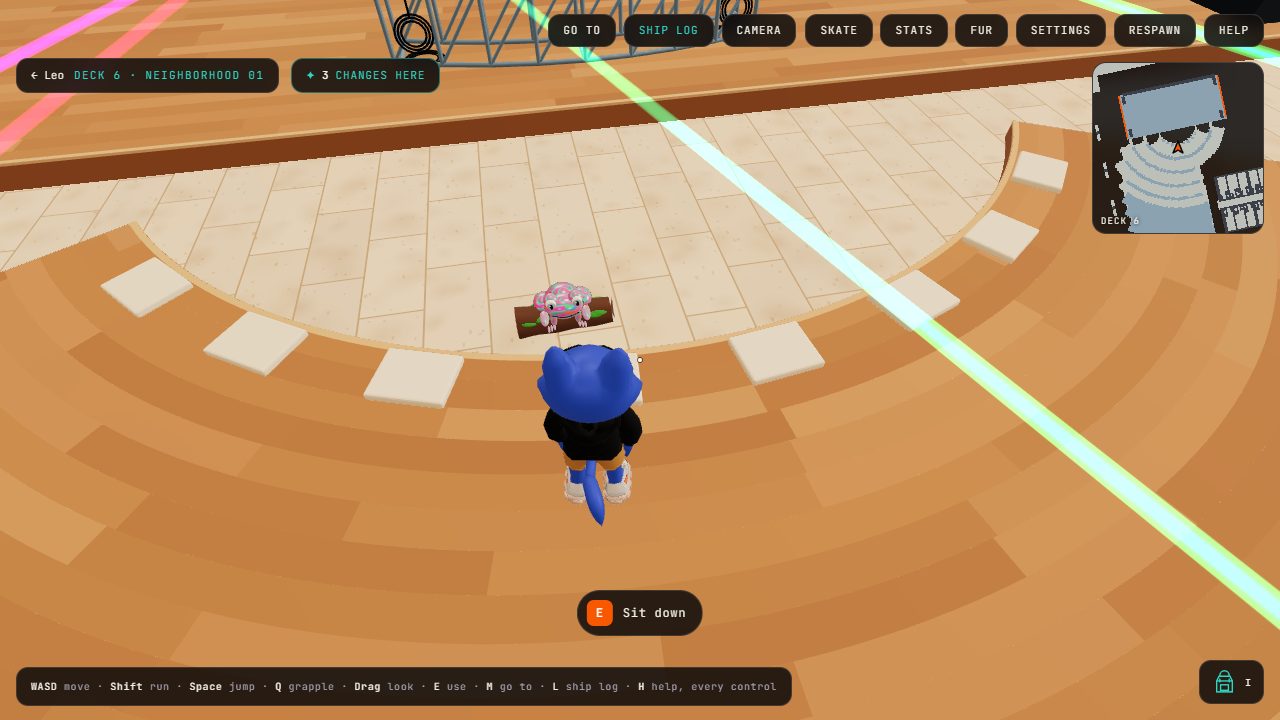 GO TO
SHIP LOG
CAMERA
SKATE
STATS
FUR
SETTINGS
RESPAWN
HELP
← Leo DECK 6 · NEIGHBORHOOD 01
✦ 3 CHANGES HERE
DECK 6
E Sit down
WASD move · Shift run · Space jump · Q grapple · Drag look · E use · M go to · L ship log · H help, every control
I